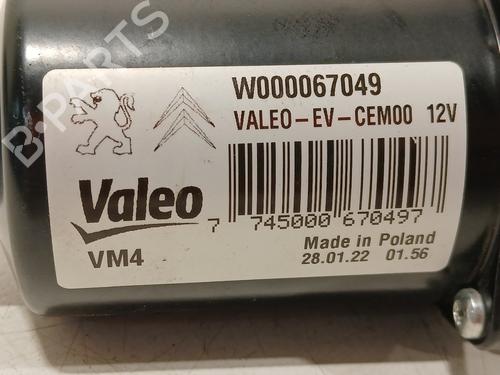 W000067049
VALEO-EV-CEM00 12V
Valeo
7 745000 670497
VM4
Made in Poland
28.01.22 01.56
B-PARTS